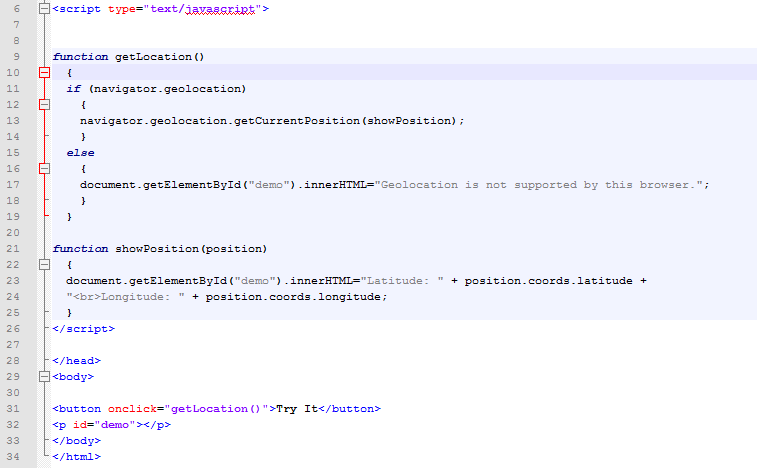 6 <script type="text/javascript">
7
8
9 function getLocation()
10 {
11 if (navigator.geolocation)
12 {
13 navigator.geolocation.getCurrentPosition(showPosition);
14 }
15 else
16 {
17 document.getElementById("demo").innerHTML="Geolocation is not supported by this browser.";
18 }
19 }
20
21 function showPosition(position)
22 {
23 document.getElementById("demo").innerHTML="Latitude: " + position.coords.latitude +
24 "<br>Longitude: " + position.coords.longitude;
25 }
26 </script>
27
28 </head>
29 <body>
30
31 <button onclick="getLocation()">Try It</button>
32 <p id="demo"></p>
33 </body>
34 </html>